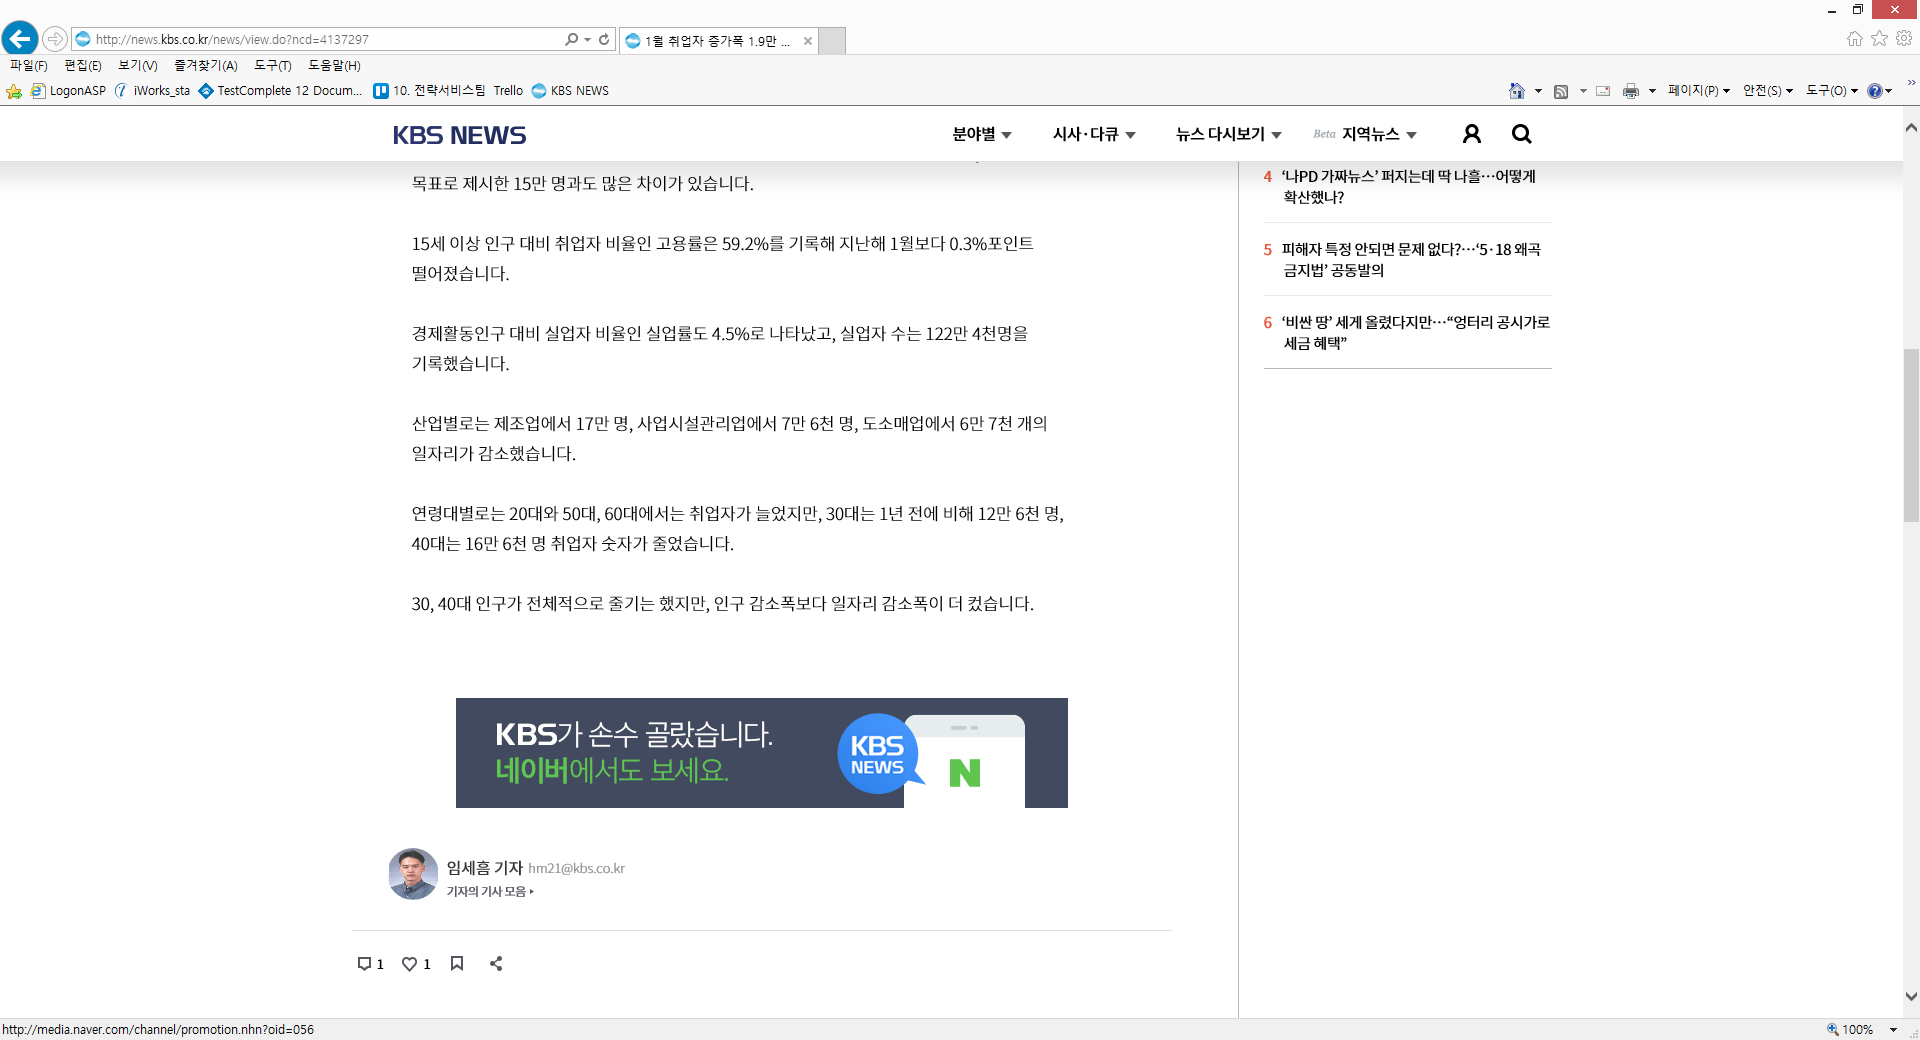 http://news.kbs.co.kr/news/view.do?ncd=4137297
1월 취업자 증가폭 1.9만 ...
파일(F) 편집(E) 보기(V) 즐겨찾기(A) 도구(T) 도움말(H)
LogonASP iWorks_sta TestComplete 12 Docum... 10. 전략서비스팀 Trello KBS NEWS
페이지(P) 안전(S) 도구(O)
KBS NEWS
분야별 시사·다큐 뉴스 다시보기 Beta 지역뉴스
목표로 제시한 15만 명과도 많은 차이가 있습니다.
15세 이상 인구 대비 취업자 비율인 고용률은 59.2%를 기록해 지난해 1월보다 0.3%포인트
떨어졌습니다.
경제활동인구 대비 실업자 비율인 실업률도 4.5%로 나타났고, 실업자 수는 122만 4천명을
기록했습니다.
산업별로는 제조업에서 17만 명, 사업시설관리업에서 7만 6천 명, 도소매업에서 6만 7천 개의
일자리가 감소했습니다.
연령대별로는 20대와 50대, 60대에서는 취업자가 늘었지만, 30대는 1년 전에 비해 12만 6천 명,
40대는 16만 6천 명 취업자 숫자가 줄었습니다.
30, 40대 인구가 전체적으로 줄기는 했지만, 인구 감소폭보다 일자리 감소폭이 더 컸습니다.
KBS가 손수 골랐습니다.
네이버에서도 보세요.
KBS
NEWS
N
임세흠 기자 hm21@kbs.co.kr
기자의 기사 모음
1 1
4 ‘나PD 가짜뉴스’ 퍼지는데 딱 나흘…어떻게
확산했나?
5 피해자 특정 안되면 문제 없다?…‘5·18 왜곡
금지법’ 공동발의
6 ‘비싼 땅’ 세게 올렸다지만…“엉터리 공시가로
세금 혜택”
http://media.naver.com/channel/promotion.nhn?oid=056
100%